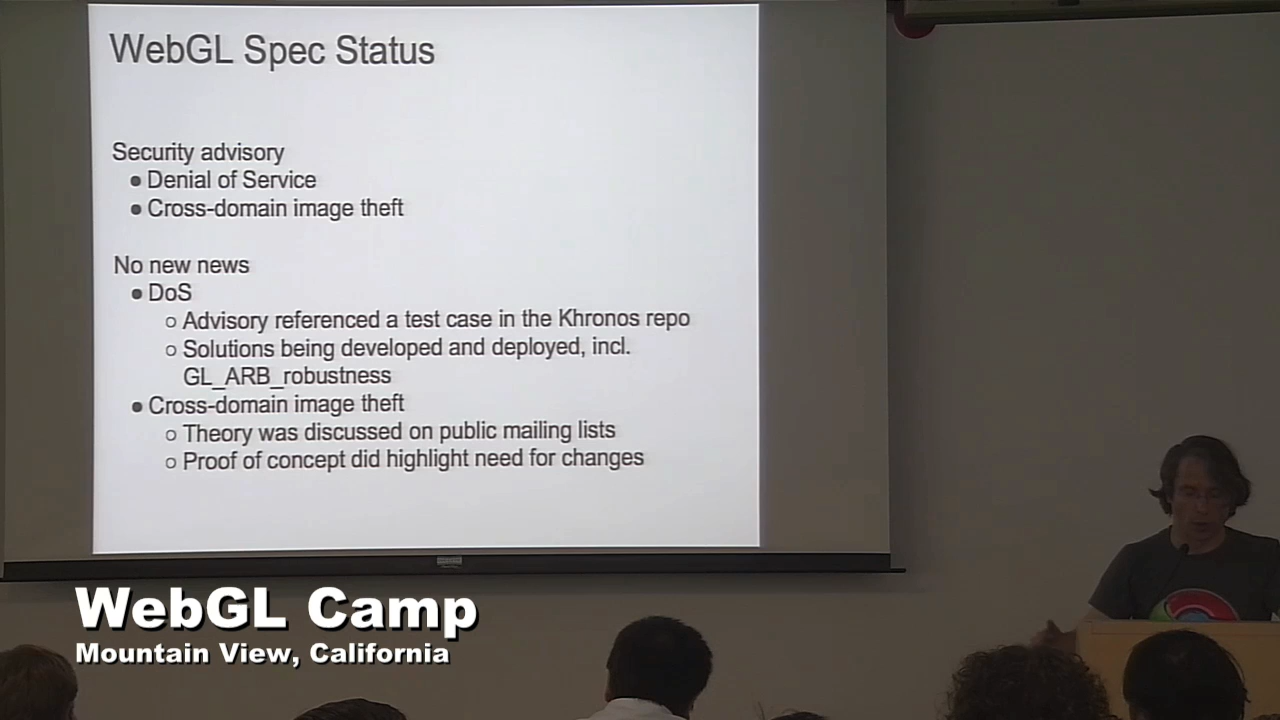 WebGL Spec Status
Security advisory
● Denial of Service
● Cross-domain image theft
No new news
● DoS
○ Advisory referenced a test case in the Khronos repo
○ Solutions being developed and deployed, incl.
GL_ARB_robustness
● Cross-domain image theft
○ Theory was discussed on public mailing lists
○ Proof of concept did highlight need for changes
WebGL Camp
Mountain View, California